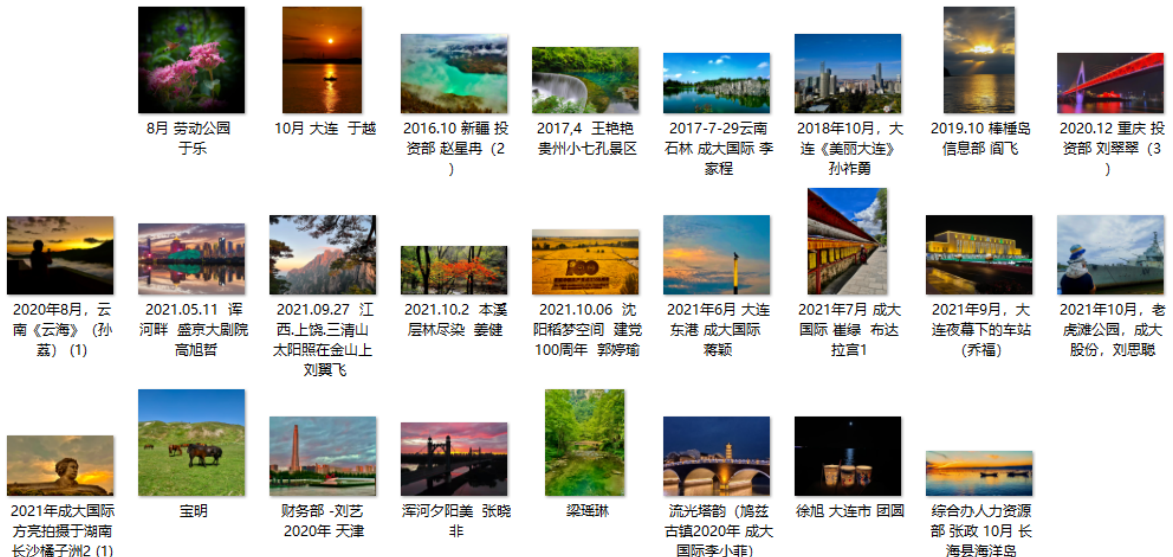 8月 劳动公园
于乐
10月 大连 于越
2016.10 新疆 投
资部 赵星冉（2
）
2017,4 王艳艳
贵州小七孔景区
2017-7-29云南
石林 成大国际 李
家程
2018年10月，大
连《美丽大连》
孙祚勇
2019.10 棒棰岛
信息部 阎飞
2020.12 重庆 投
资部 刘翠翠（3
）
2020年8月，云
南《云海》（孙
荔） (1)
2021.05.11 浑
河畔 盛京大剧院
高旭哲
2021.09.27 江
西.上饶.三清山
太阳照在金山上
刘翼飞
2021.10.2 本溪
层林尽染 姜健
2021.10.06 沈
阳稻梦空间 建党
100周年 郭婷瑜
2021年6月 大连
东港 成大国际
蒋颖
2021年7月 成大
国际 崔绿 布达
拉宫1
2021年9月，大
连夜幕下的车站
(乔福)
2021年10月，老
虎滩公园，成大
股份，刘思聪
2021年成大国际
方亮拍摄于湖南
长沙橘子洲2 (1)
宝明
财务部 -刘艺
2020年 天津
浑河夕阳美 张晓
非
梁瑶琳
流光塔韵（鸠兹
古镇2020年 成大
国际李小菲）
徐旭 大连市 团圆
综合办人力资源
部 张政 10月 长
海县海洋岛